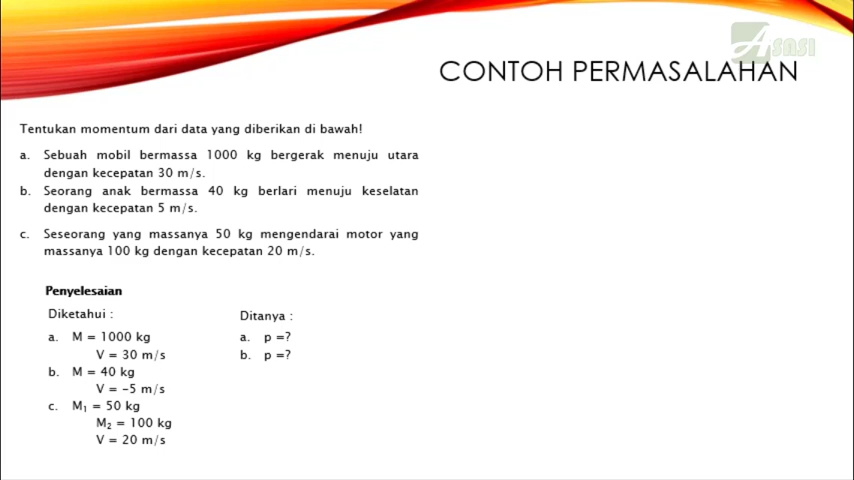 Asasi
CONTOH PERMASALAHAN
Tentukan momentum dari data yang diberikan di bawah!
a. Sebuah mobil bermassa 1000 kg bergerak menuju utara
dengan kecepatan 30 m/s.
b. Seorang anak bermassa 40 kg berlari menuju keselatan
dengan kecepatan 5 m/s.
c. Seseorang yang massanya 50 kg mengendarai motor yang
massanya 100 kg dengan kecepatan 20 m/s.
Penyelesaian
Diketahui :
a. M = 1000 kg
V = 30 m/s
b. M = 40 kg
V = -5 m/s
c. M₁ = 50 kg
M₂ = 100 kg
V = 20 m/s
Ditanya :
a. p =?
b. p =?